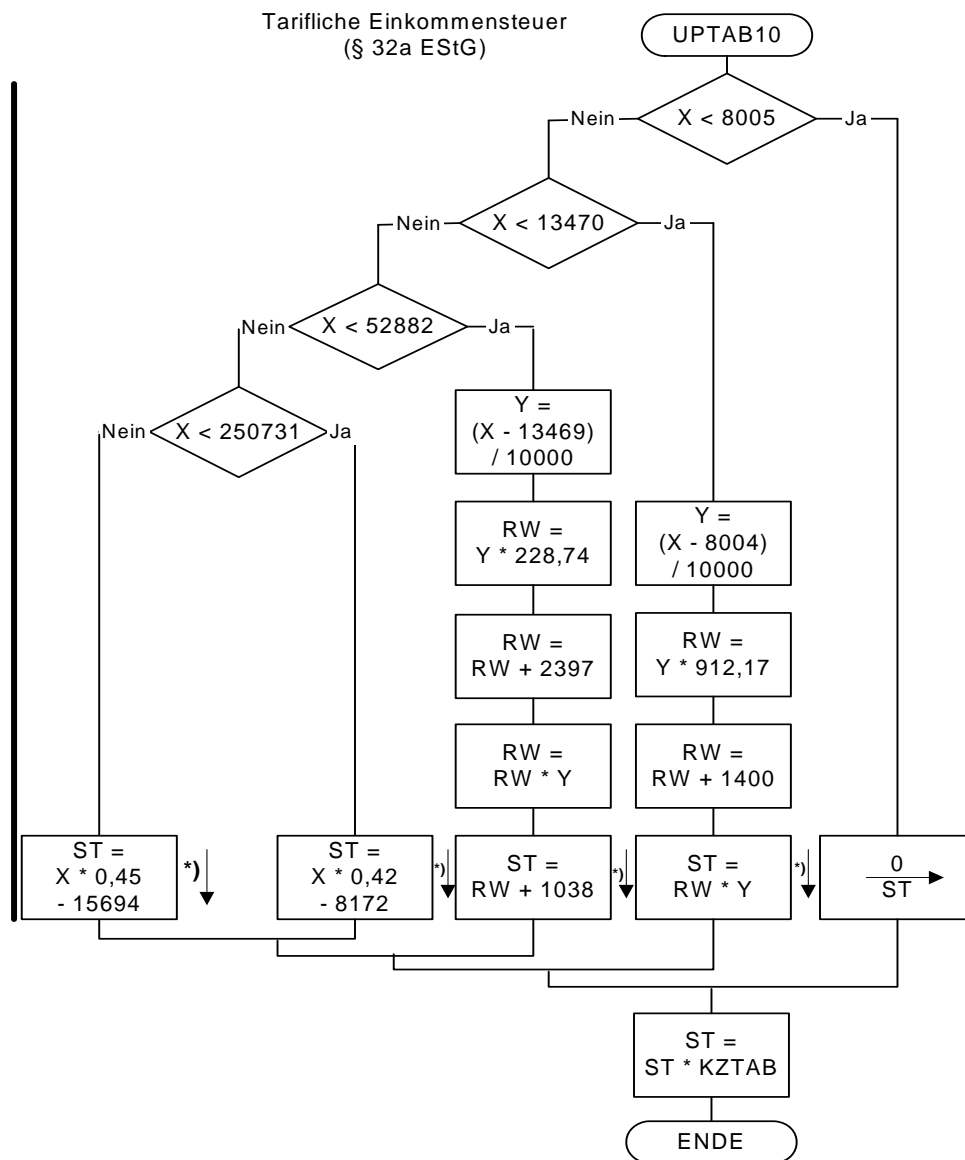 Tarifliche Einkommensteuer
(§ 32a EStG)
UPTAB10
X < 8005
Nein
Ja
X < 13470
Nein
Ja
X < 52882
Nein
Ja
X < 250731
Nein
Ja
Y =
(X - 13469)
/ 10000
RW =
Y * 228,74
RW =
RW + 2397
RW =
RW * Y
Y =
(X - 8004)
/ 10000
RW =
Y * 912,17
RW =
RW + 1400
ST =
X * 0,45
- 15694
*)
ST =
X * 0,42
- 8172
*)
ST =
RW + 1038
*)
ST =
RW * Y
*)
0
ST
ST =
ST * KZTAB
ENDE